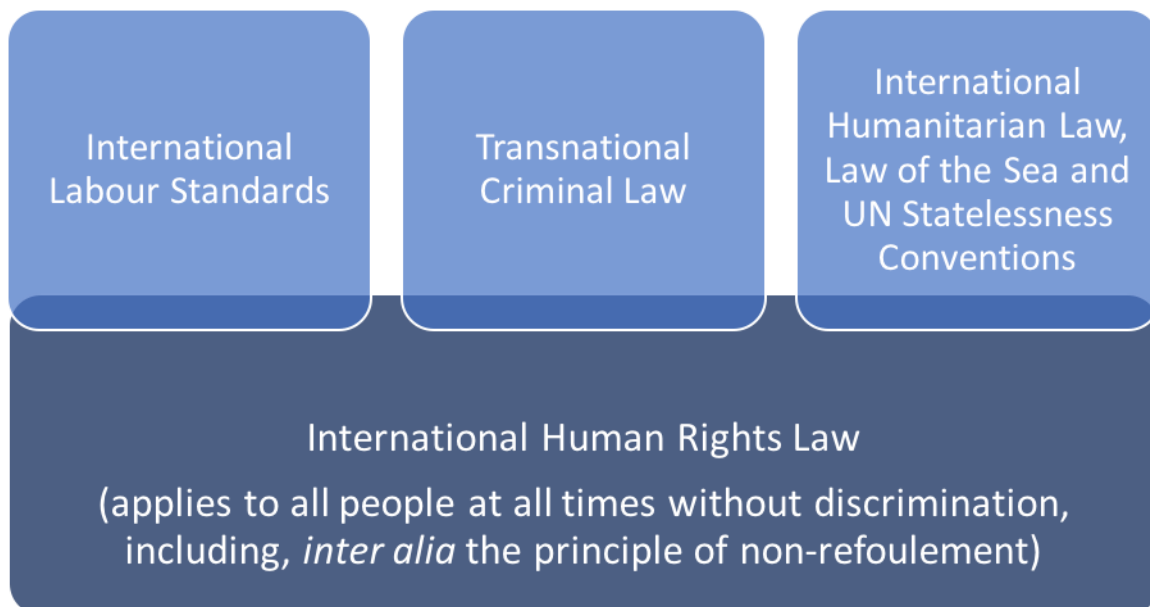 International
Labour Standards
Transnational
Criminal Law
International
Humanitarian Law,
Law of the Sea and
UN Statelessness
Conventions
International Human Rights Law
(applies to all people at all times without discrimination,
including, inter alia the principle of non-refoulement)